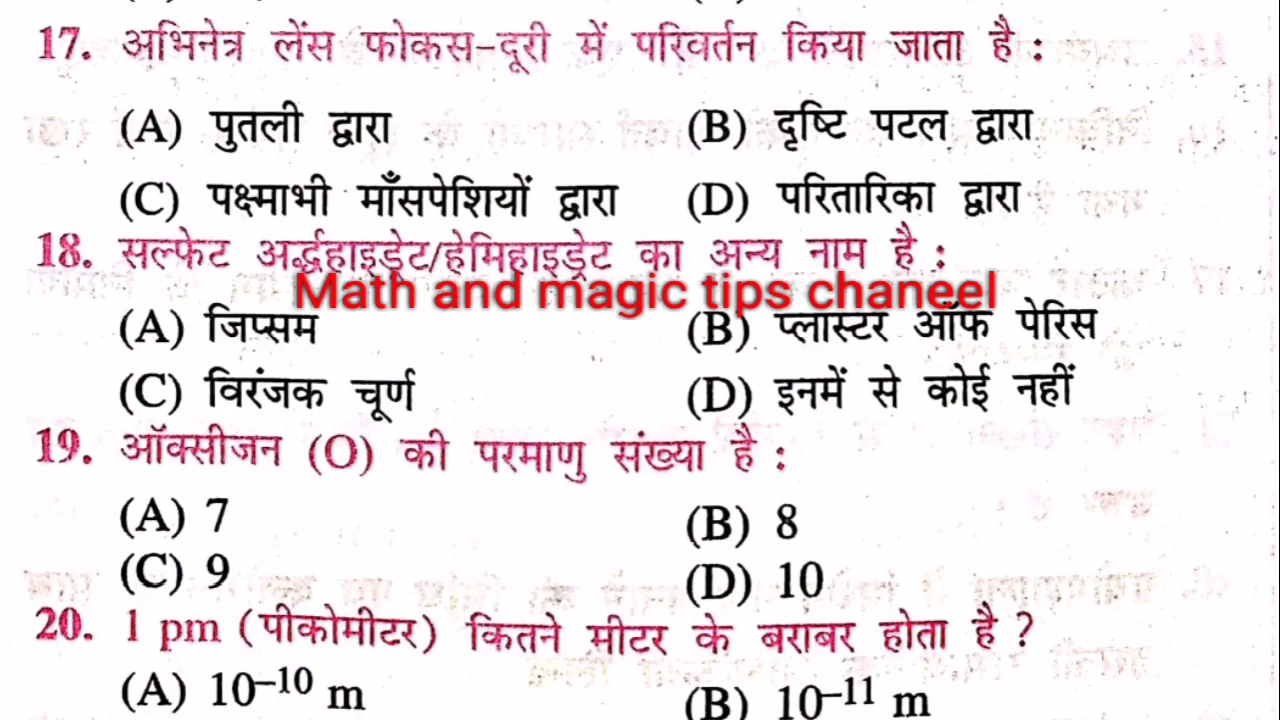 17. अभिनेत्र लेंस फोकस-दूरी में परिवर्तन किया जाता है :
(A) पुतली द्वारा (B) दृष्टि पटल द्वारा
(C) पक्ष्माभी माँसपेशियों द्वारा (D) परितारिका द्वारा
18. सल्फेट अर्द्धहाइड्रेट/हेमिहाइड्रेट का अन्य नाम है :
Math and magic tips chaneel
(A) जिप्सम (B) प्लास्टर ऑफ पेरिस
(C) विरंजक चूर्ण (D) इनमें से कोई नहीं
19. ऑक्सीजन (O) की परमाणु संख्या है :
(A) 7 (B) 8
(C) 9 (D) 10
20. 1 pm (पीकोमीटर) कितने मीटर के बराबर होता है ?
(A) 10⁻¹⁰ m (B) 10⁻¹¹ m